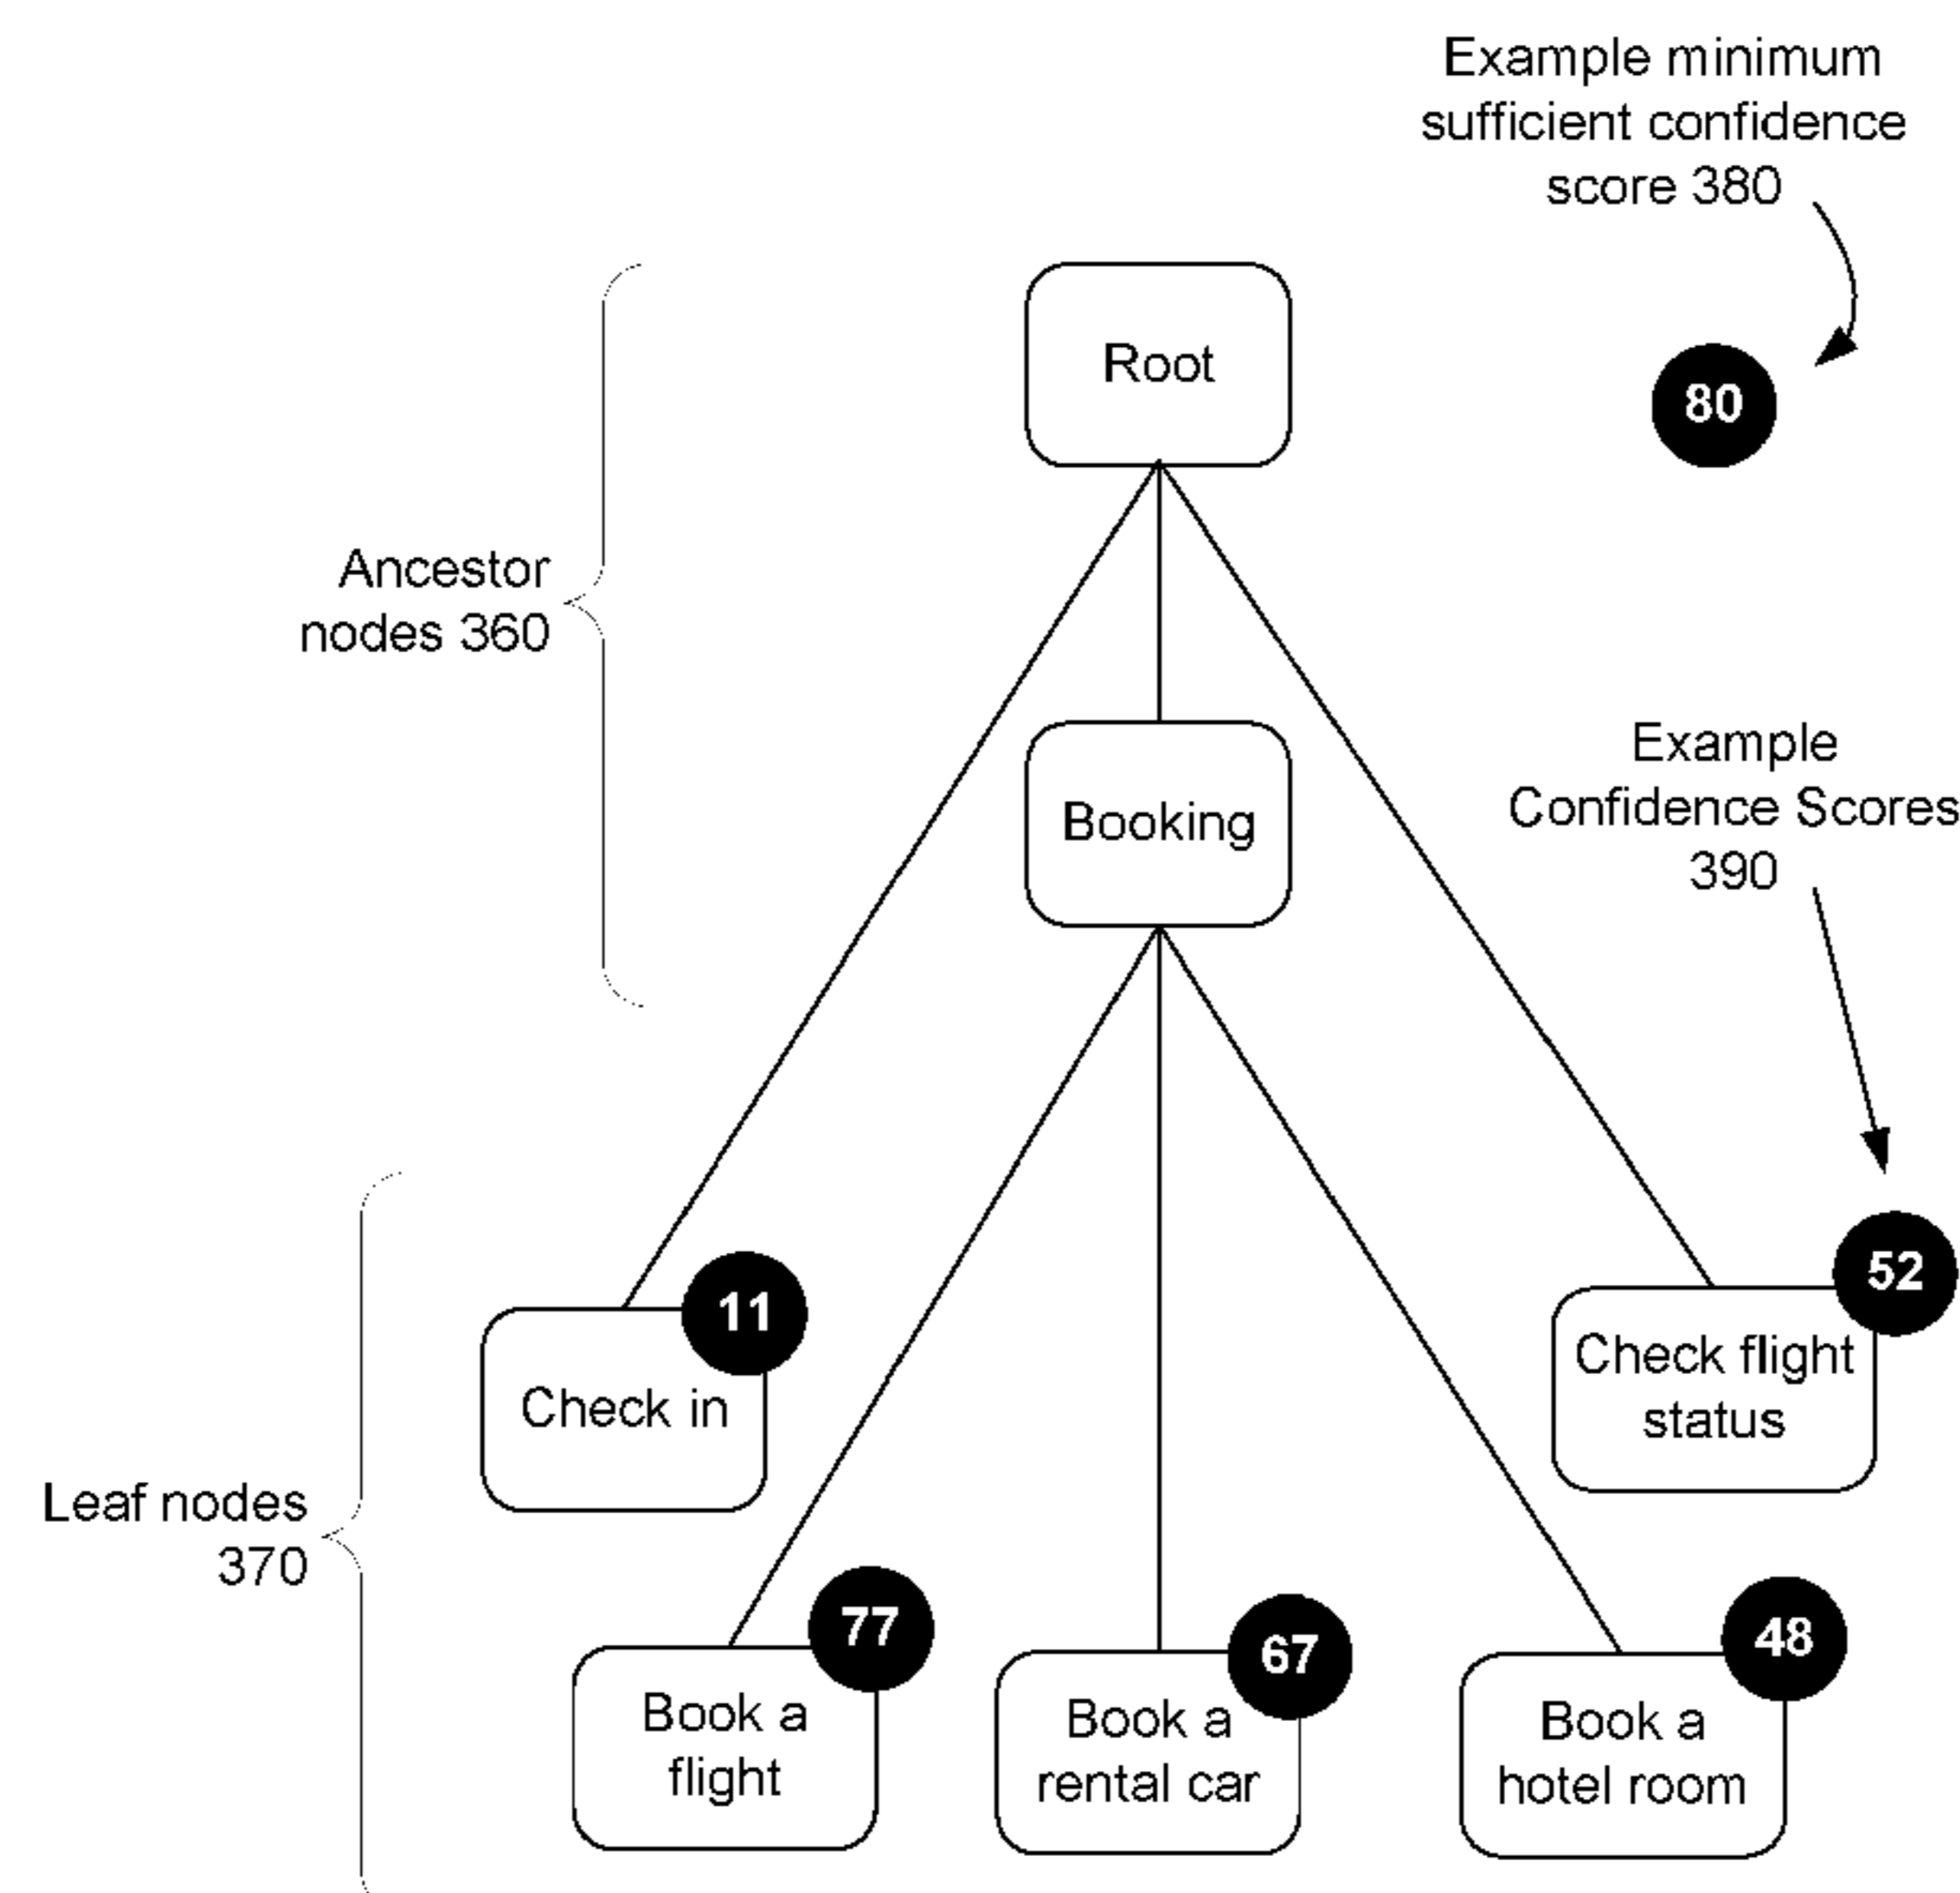 Example minimum
sufficient confidence
score 380
Root
80
Ancestor
nodes 360
Example
Confidence Scores
390
Booking
52
11
Check flight
status
Check in
Leaf nodes
370
77
67
48
Book a
flight
Book a
rental car
Book a
hotel room